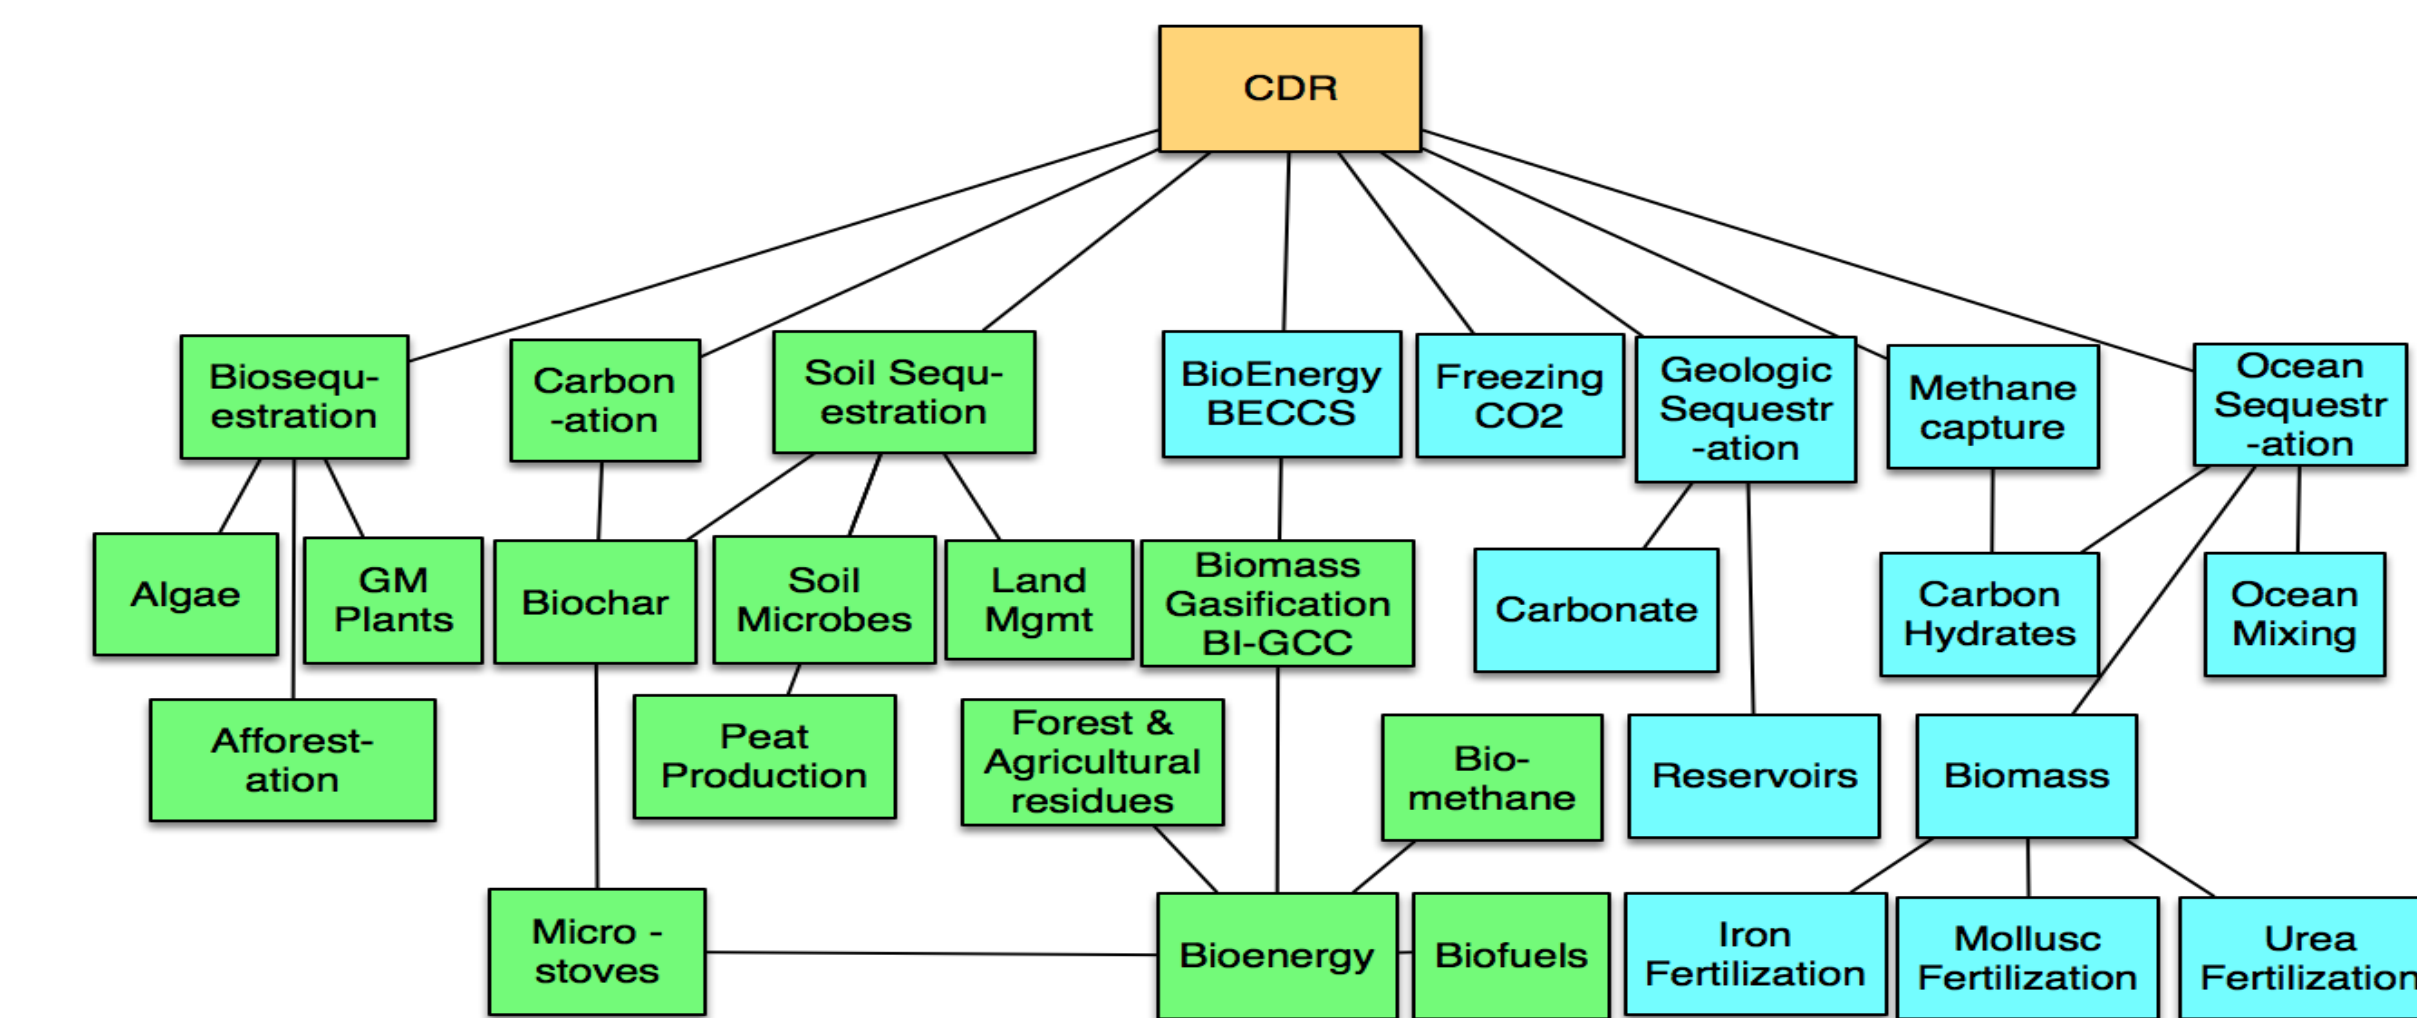 CDR
Biosequ-
estration
Carbon
-ation
Soil Sequ-
estration
BioEnergy
BECCS
Freezing
CO2
Geologic
Sequestr
-ation
Methane
capture
Ocean
Sequestr
-ation
Algae
GM
Plants
Biochar
Soil
Microbes
Land
Mgmt
Biomass
Gasification
BI-GCC
Carbonate
Carbon
Hydrates
Ocean
Mixing
Afforest-
ation
Peat
Production
Forest &
Agricultural
residues
Bio-
methane
Reservoirs
Biomass
Micro -
stoves
Bioenergy
Biofuels
Iron
Fertilization
Mollusc
Fertilization
Urea
Fertilization